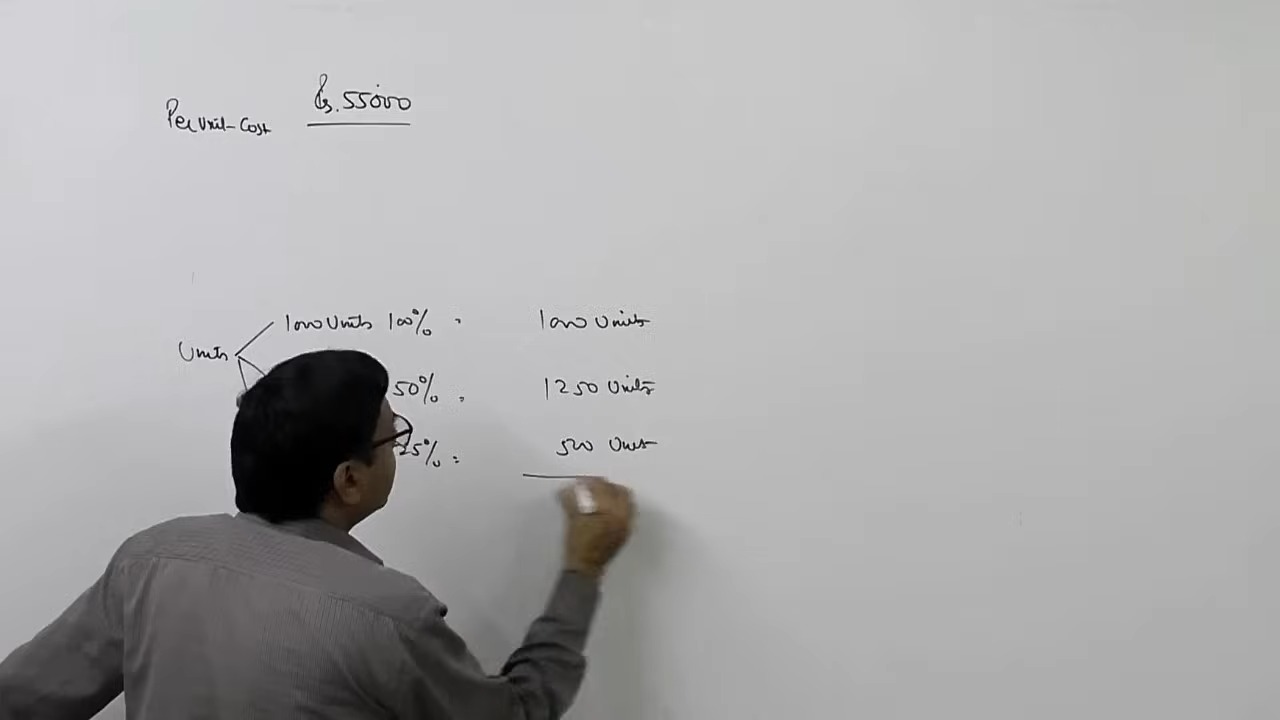 Rs. 55000
Per Unit-Cost
1000 Units 100% = 1000 Units
Units
50% = 1250 Units
25% = 500 Units